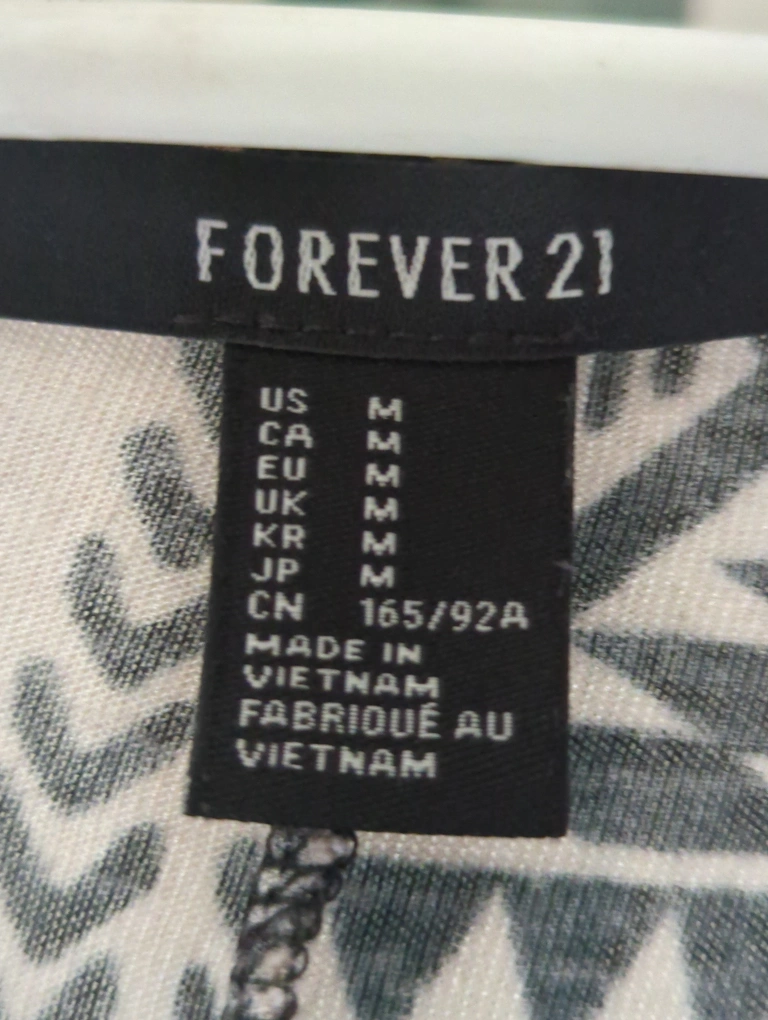 FOREVER 21
US M
CA M
EU M
UK M
KR M
JP M
CN 165/92A
MADE IN
VIETNAM
FABRIQUÉ AU
VIETNAM